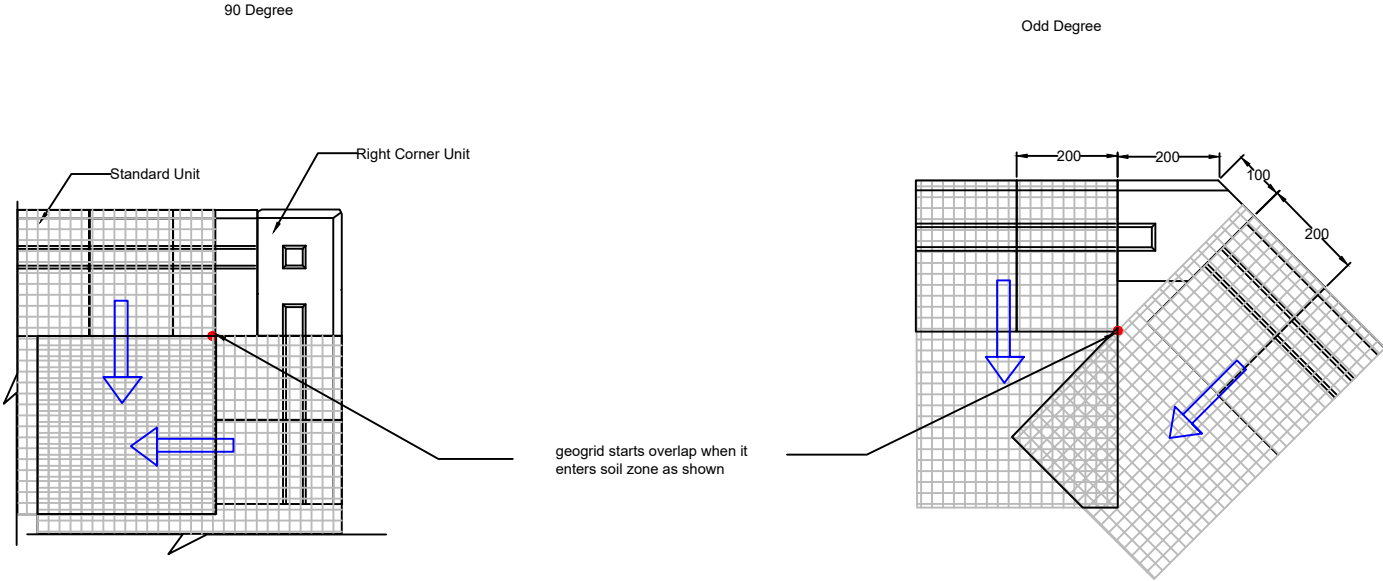 90 Degree
Odd Degree
Right Corner Unit
Standard Unit
200
200
100
200
geogrid starts overlap when it
enters soil zone as shown